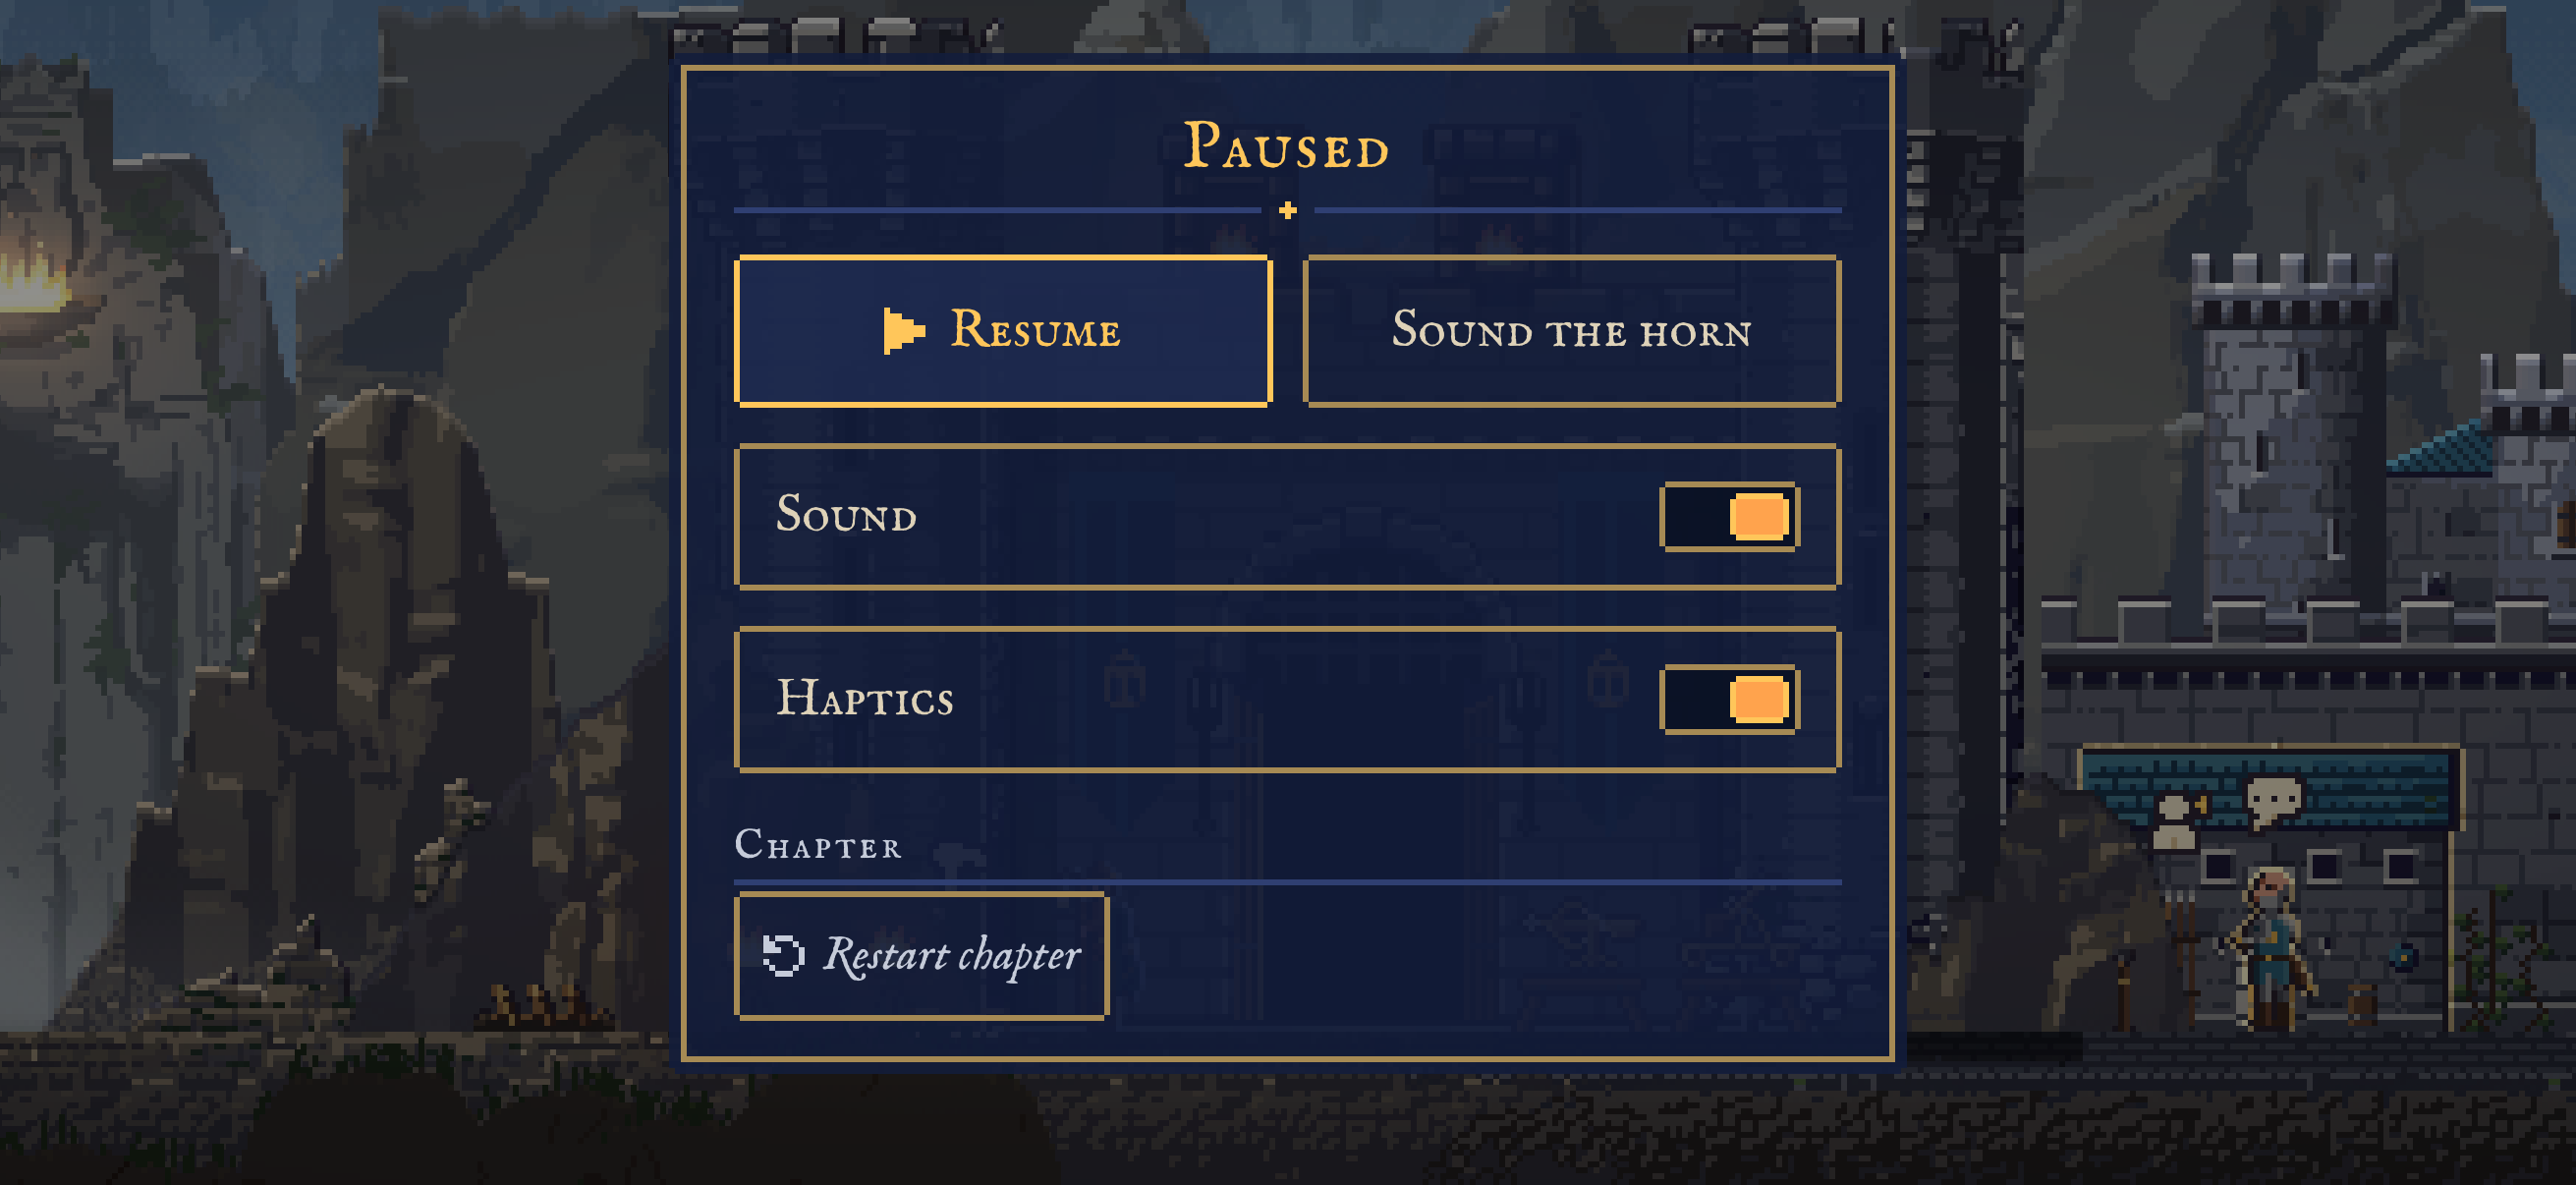 Paused
Resume
Sound the horn
Sound
Haptics
Chapter
Restart chapter